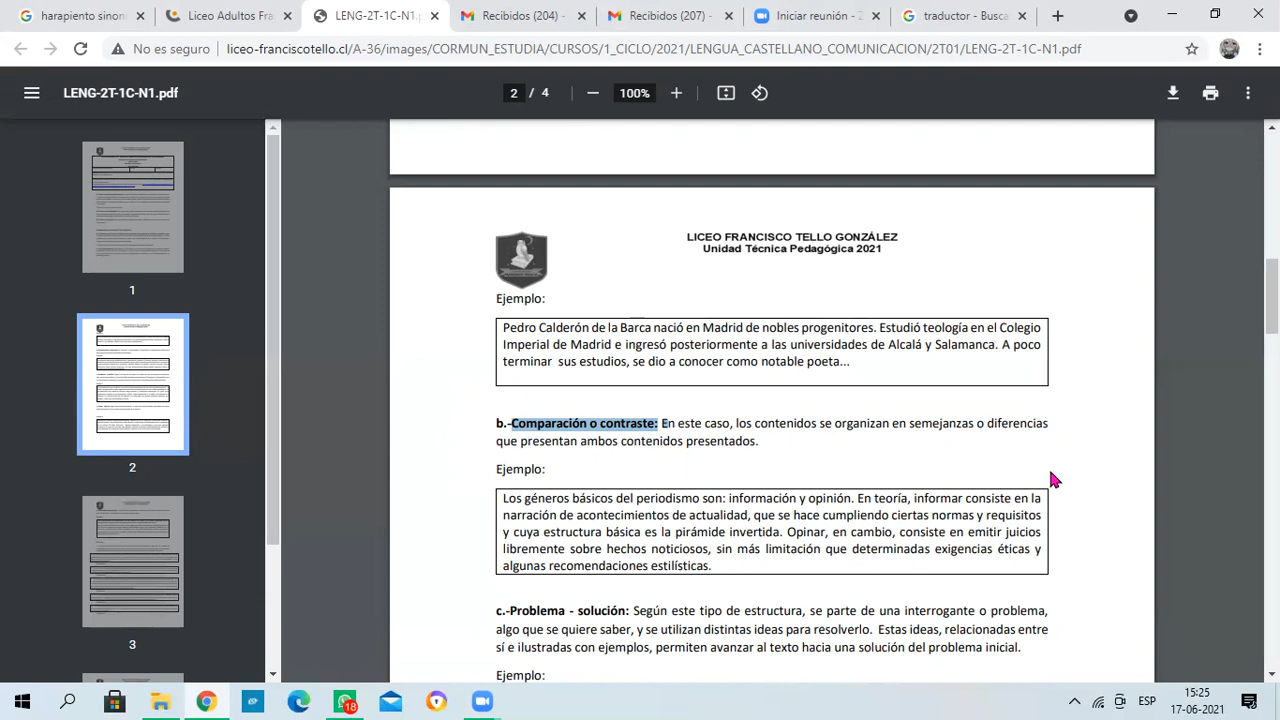 harapiento sinoni
Liceo Adultos Fra
LENG-2T-1C-N1.p
Recibidos (204) -
Recibidos (207) -
Iniciar reunión - Z
traductor - Busca
No es seguro
liceo-franciscotello.cl/A-36/images/CORMUN_ESTUDIA/CURSOS/1_CICLO/2021/LENGUA_CASTELLANO_COMUNICACION/2T01/LENG-2T-1C-N1.pdf
LENG-2T-1C-N1.pdf
2 / 4
100%
1
2
3
LICEO FRANCISCO TELLO GONZÁLEZ
Unidad Técnica Pedagógica 2021
Ejemplo:
Pedro Calderón de la Barca nació en Madrid de nobles progenitores. Estudió teología en el Colegio
Imperial de Madrid e ingresó posteriormente a las universidades de Alcalá y Salamanca. A poco
terminar sus estudios, se dio a conocer como notable poeta...
b.-Comparación o contraste: En este caso, los contenidos se organizan en semejanzas o diferencias
que presentan ambos contenidos presentados.
Ejemplo:
Los géneros básicos del periodismo son: información y opinión. En teoría, informar consiste en la
narración de acontecimientos de actualidad, que se hace cumpliendo ciertas normas y requisitos
y cuya estructura básica es la pirámide invertida. Opinar, en cambio, consiste en emitir juicios
libremente sobre hechos noticiosos, sin más limitación que determinadas exigencias éticas y
algunas recomendaciones estilísticas.
c.-Problema - solución: Según este tipo de estructura, se parte de una interrogante o problema,
algo que se quiere saber, y se utilizan distintas ideas para resolverlo. Estas ideas, relacionadas entre
sí e ilustradas con ejemplos, permiten avanzar al texto hacia una solución del problema inicial.
Ejemplo:
18
ESP
15:25
17-06-2021